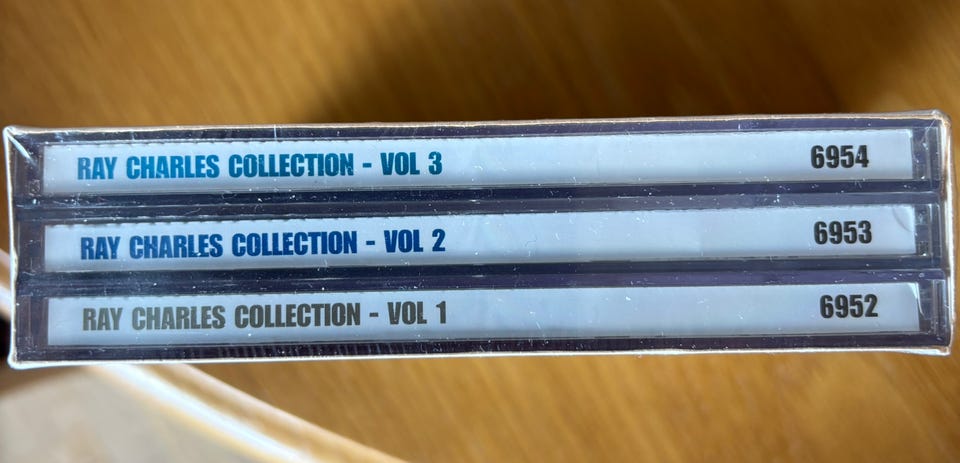 RAY CHARLES COLLECTION - VOL 3 6954
RAY CHARLES COLLECTION - VOL 2 6953
RAY CHARLES COLLECTION - VOL 1 6952